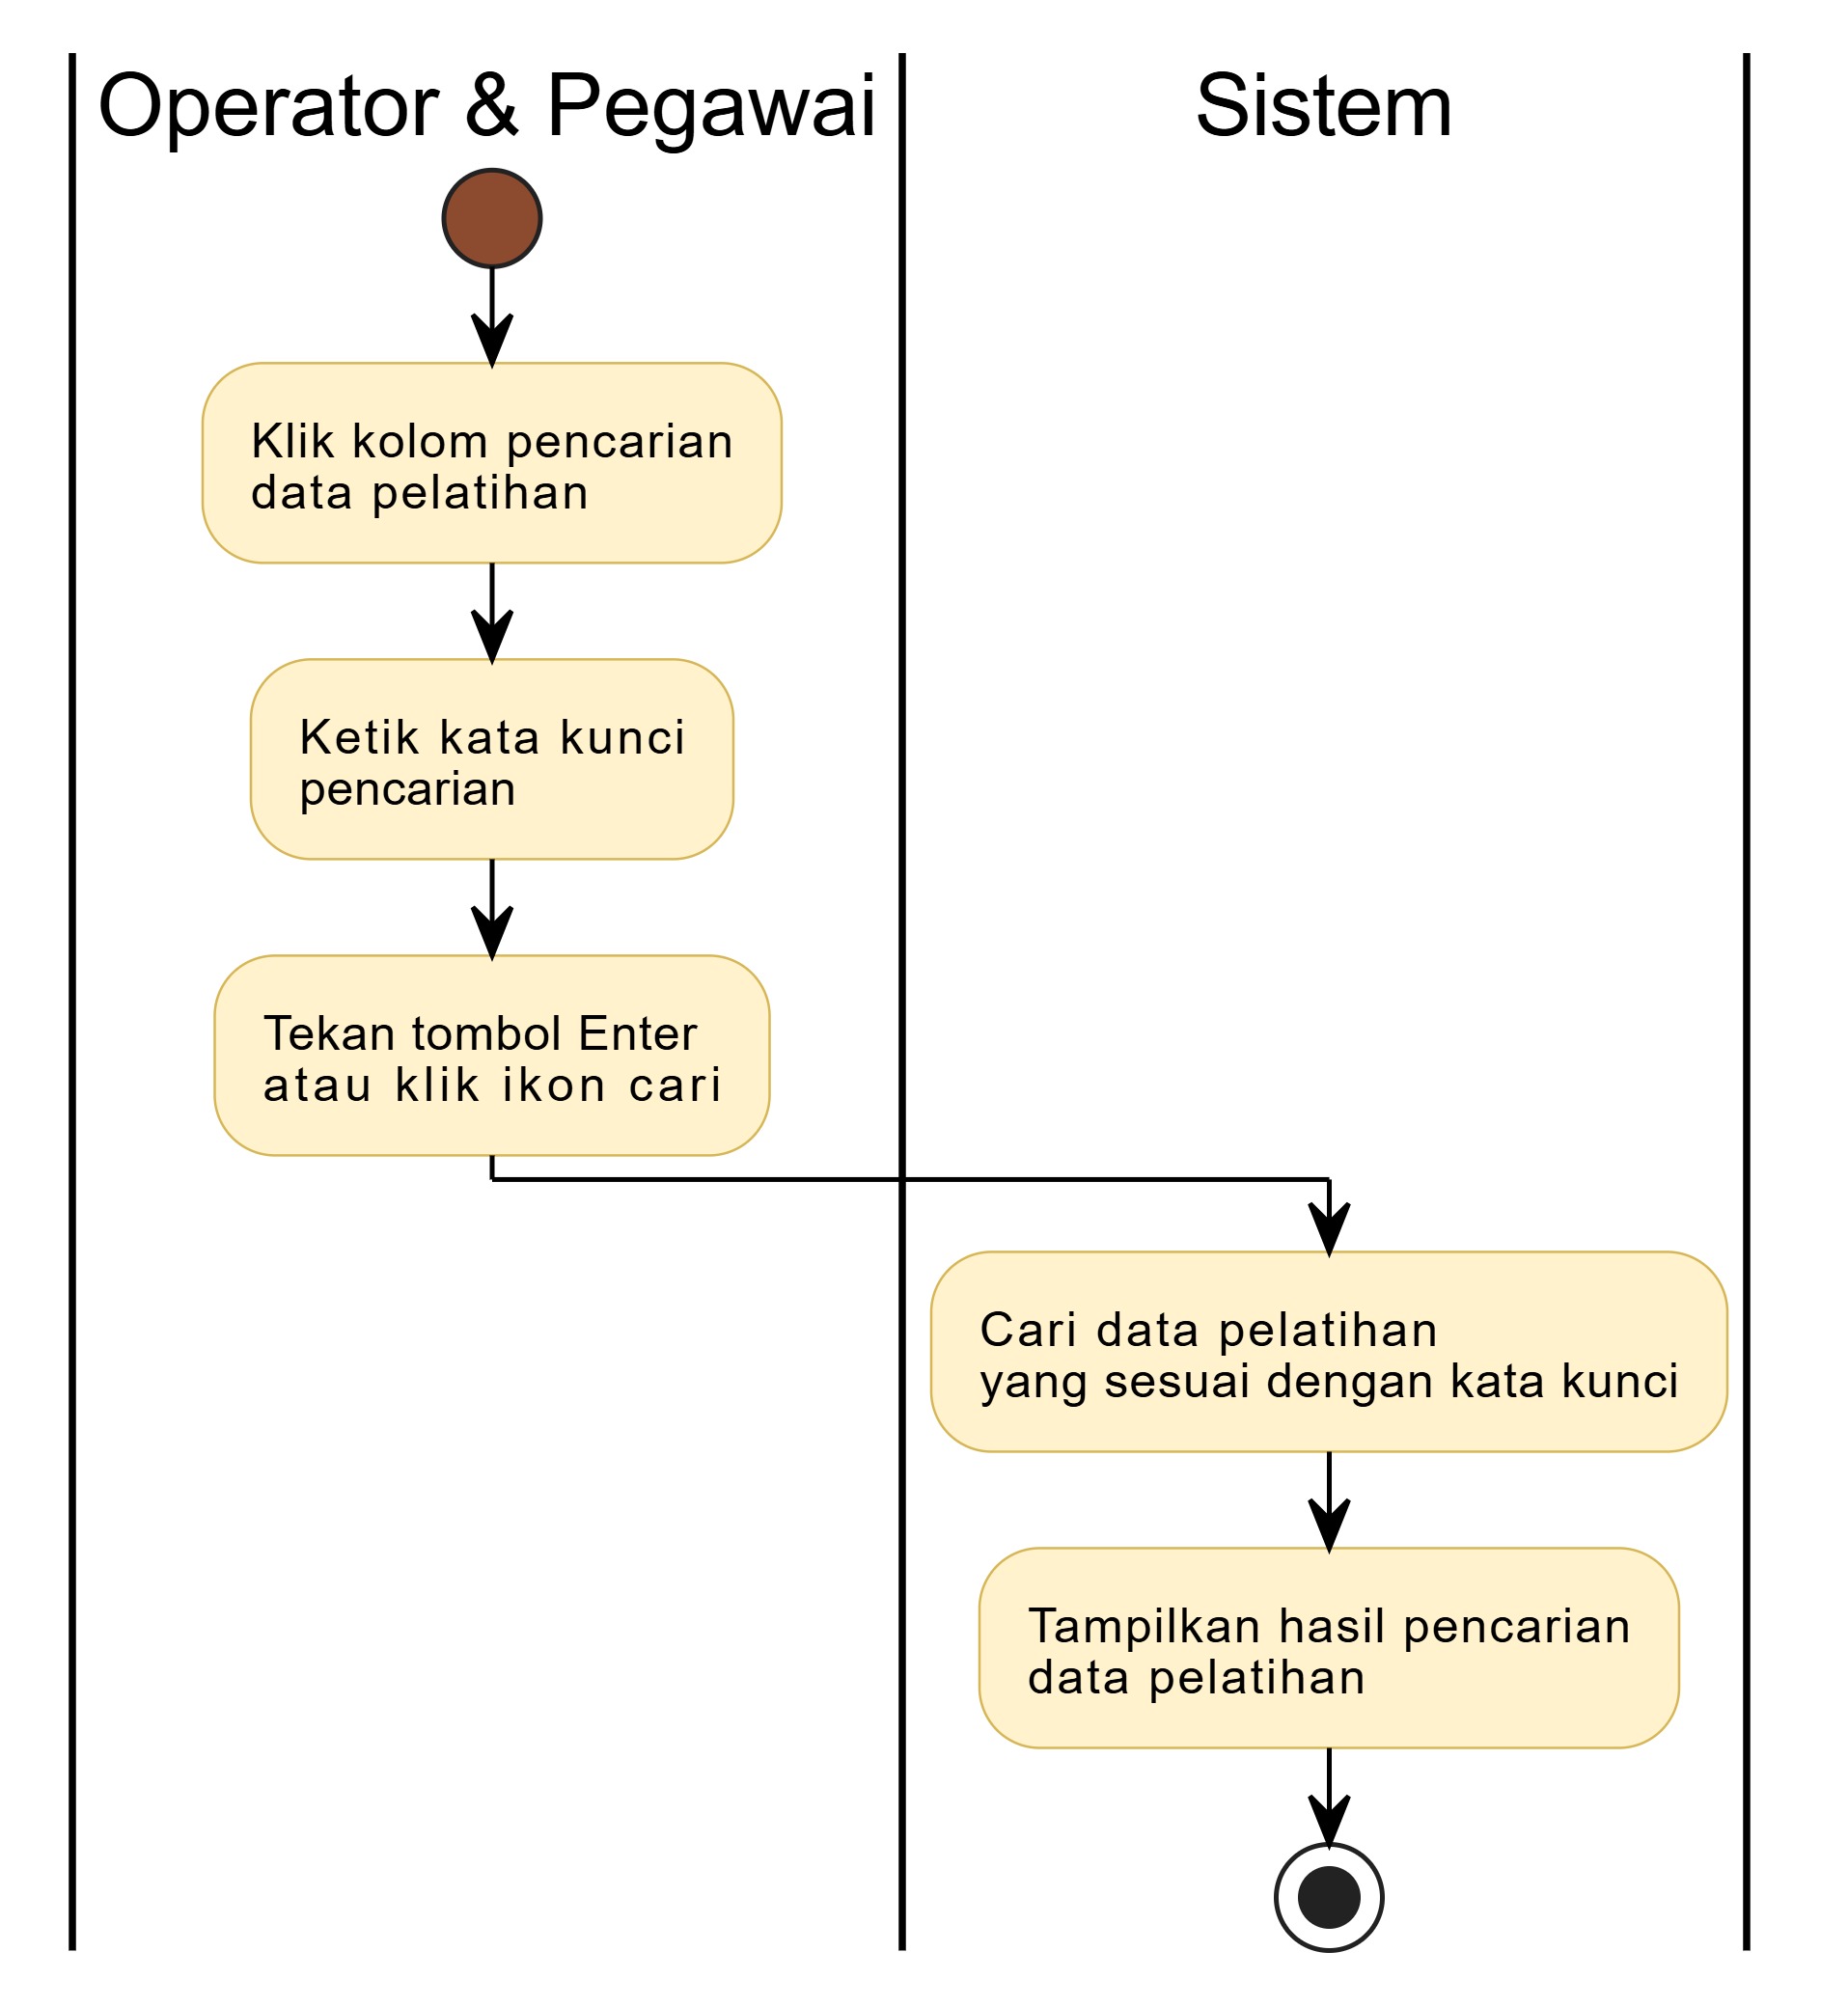 Operator & Pegawai
Sistem
Klik kolom pencarian
data pelatihan
Ketik kata kunci
pencarian
Tekan tombol Enter
atau klik ikon cari
Cari data pelatihan
yang sesuai dengan kata kunci
Tampilkan hasil pencarian
data pelatihan